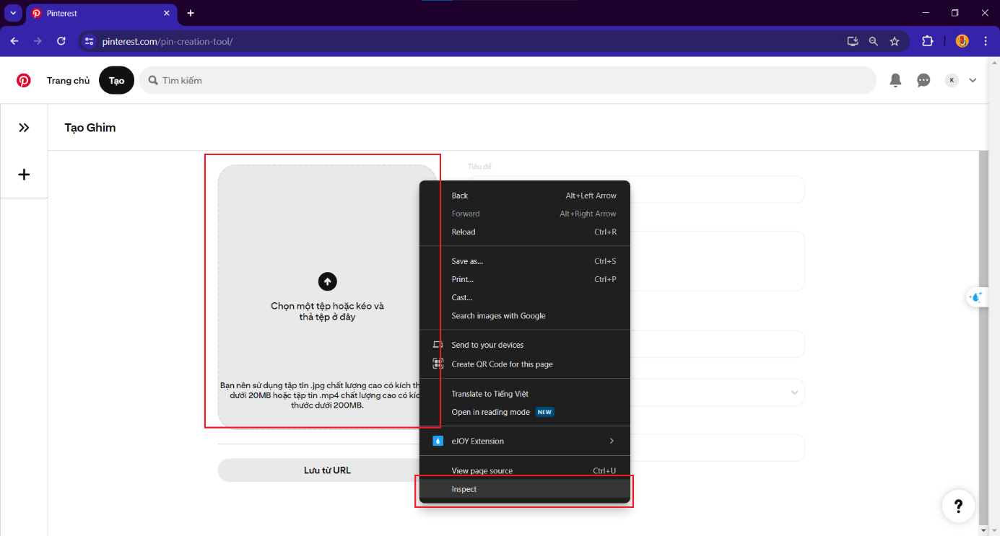 Pinterest
pinterest.com/pin-creation-tool/
Trang chủ
Tạo
Tìm kiếm
K
Tạo Ghim
Tiêu đề
Chọn một tệp hoặc kéo và
thả tệp ở đây
Bạn nên sử dụng tập tin .jpg chất lượng cao có kích
dưới 20MB hoặc tập tin .mp4 chất lượng cao có
thước dưới 200MB.
Lưu từ URL
Back Alt+Left Arrow
Forward Alt+Right Arrow
Reload Ctrl+R
Save as... Ctrl+S
Print... Ctrl+P
Cast...
Search images with Google
Send to your devices
Create QR Code for this page
Translate to Tiếng Việt
Open in reading mode NEW
eJOY Extension
View page source Ctrl+U
Inspect
?